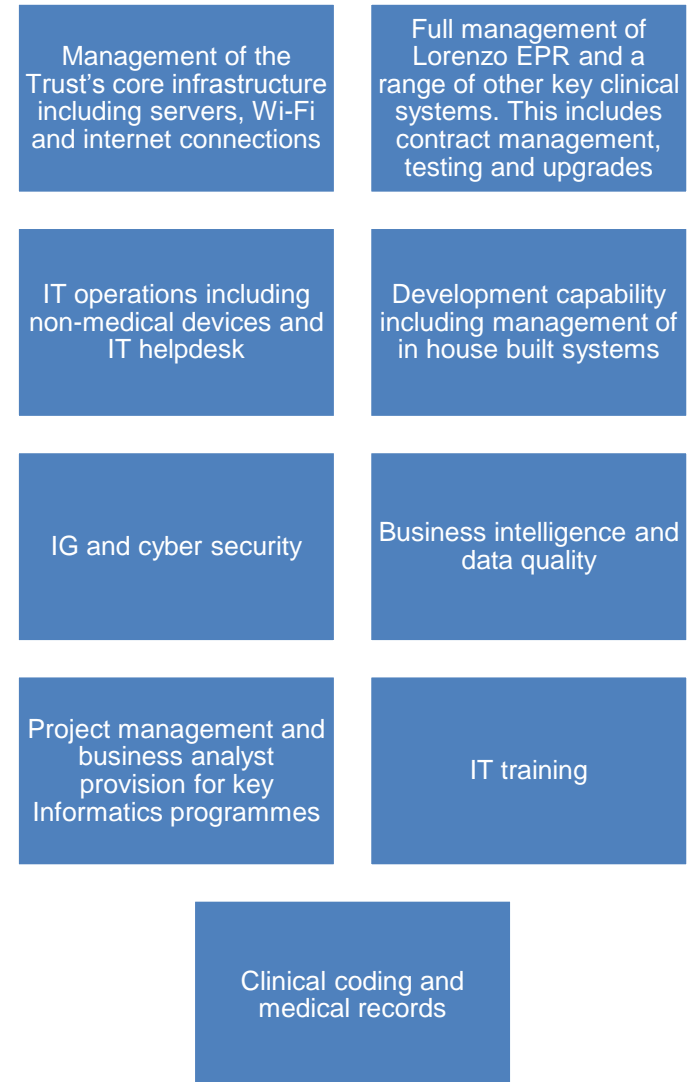 Management of the
Trust's core infrastructure
including servers, Wi-Fi
and internet connections
Full management of
Lorenzo EPR and a
range of other key clinical
systems. This includes
contract management,
testing and upgrades
IT operations including
non-medical devices and
IT helpdesk
Development capability
including management of
in house built systems
IG and cyber security
Business intelligence and
data quality
Project management and
business analyst
provision for key
Informatics programmes
IT training
Clinical coding and
medical records